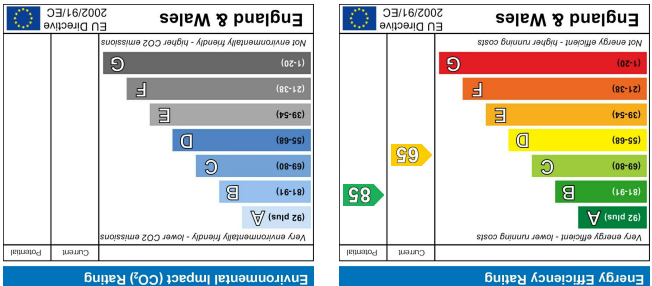 Energy Efficiency Rating
Current Potential
Very energy efficient - lower running costs
(92 plus) A
(81-91) B
(69-80) C
(55-68) D
(39-54) E
(21-38) F
(1-20) G
65
85
Not energy efficient - higher running costs
England & Wales
EU Directive
2002/91/EC
Environmental Impact (CO₂) Rating
Current Potential
Very environmentally friendly - lower CO2 emissions
(92 plus) A
(81-91) B
(69-80) C
(55-68) D
(39-54) E
(21-38) F
(1-20) G
Not environmentally friendly - higher CO2 emissions
England & Wales
EU Directive
2002/91/EC